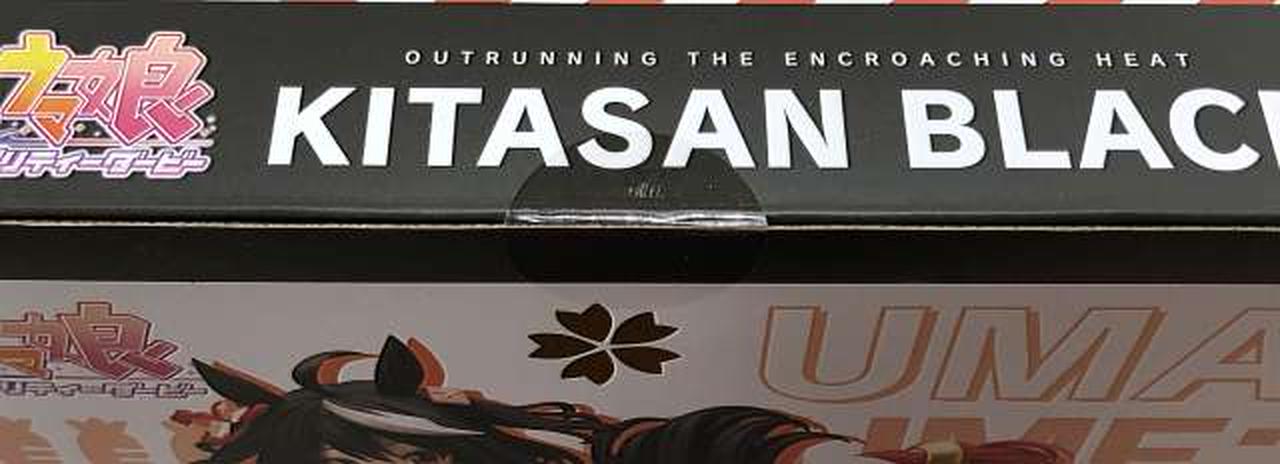 ウマ娘
プリティーダービー
OUTRUNNING THE ENCROACHING HEAT
KITASAN BLACK
ウマ娘
プリティーダービー
UMA